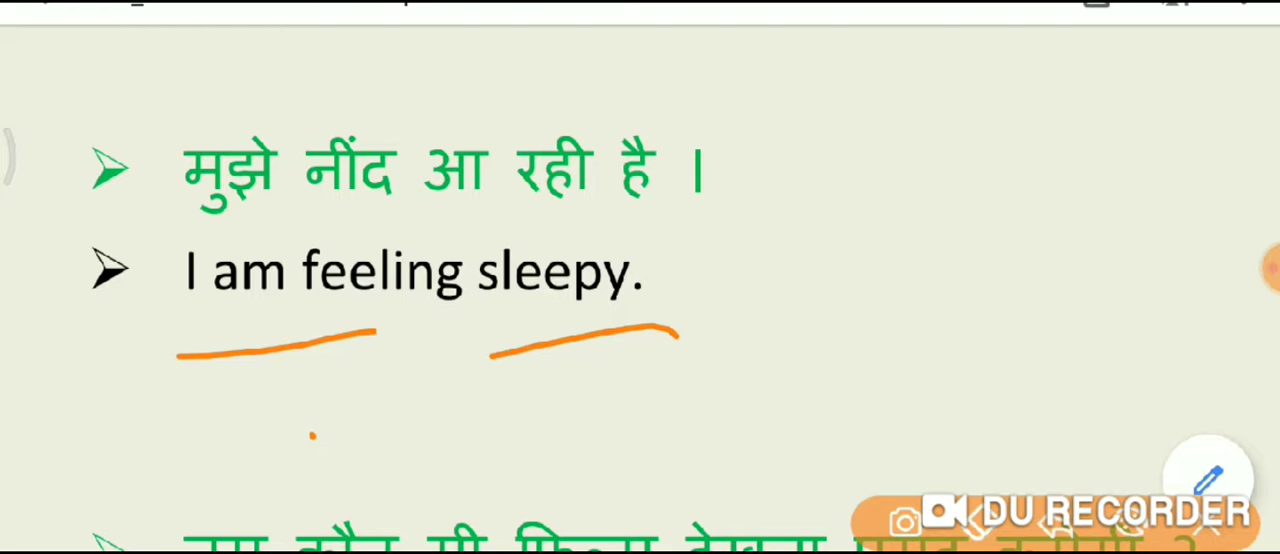 मुझे नींद आ रही है ।
I am feeling sleepy.
DU RECORDER